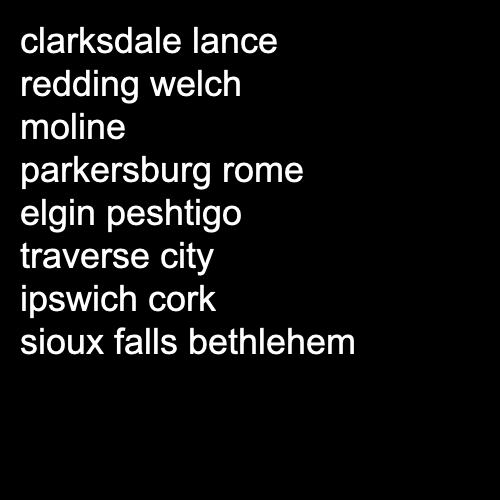 clarksdale lance
redding welch
moline
parkersburg rome
elgin peshtigo
traverse city
ipswich cork
sioux falls bethlehem